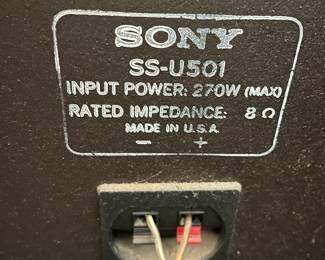 SONY
SS-U501
INPUT POWER: 270W (MAX)
RATED IMPEDANCE: 8 Ω
MADE IN U.S.A.
– +